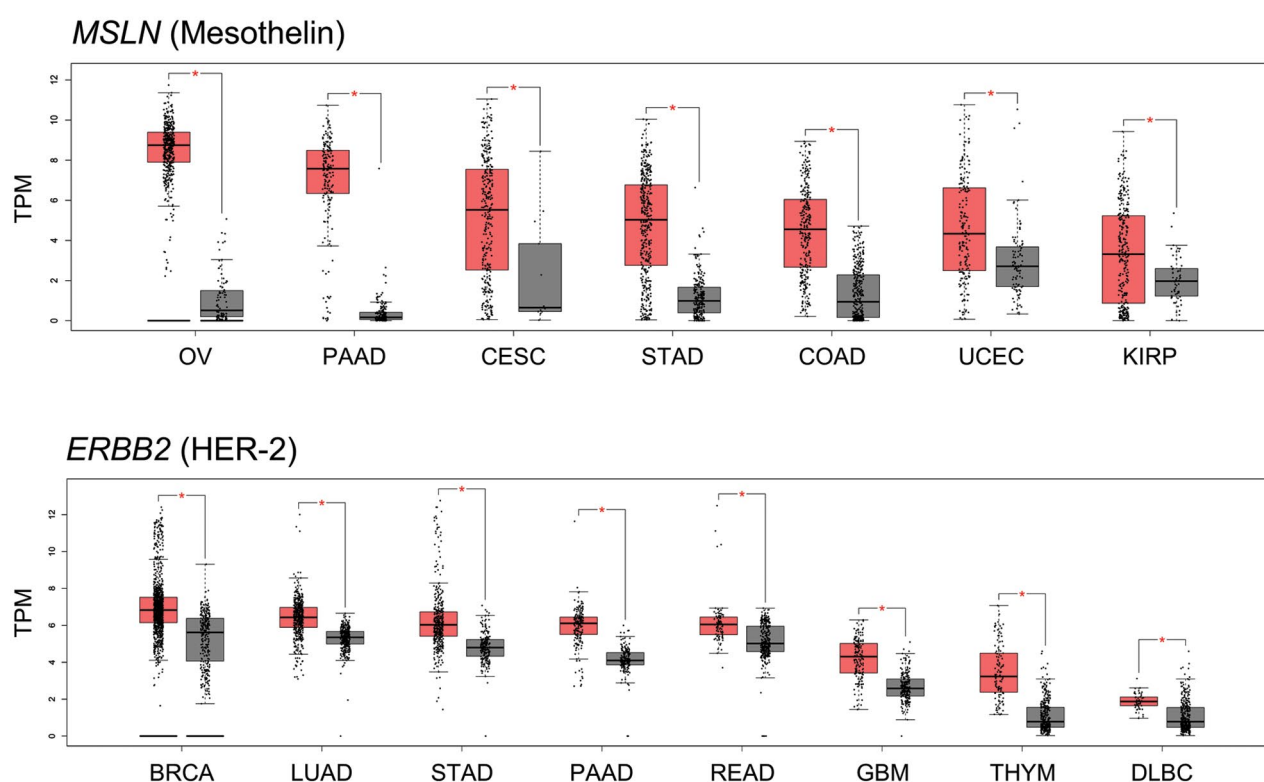 MSLN (Mesothelin)
TPM
12
10
8
6
4
2
0
* * * * * * *
OV PAAD CESC STAD COAD UCEC KIRP
ERBB2 (HER-2)
TPM
12
10
8
6
4
2
0
* * * * * * * *
BRCA LUAD STAD PAAD READ GBM THYM DLBC